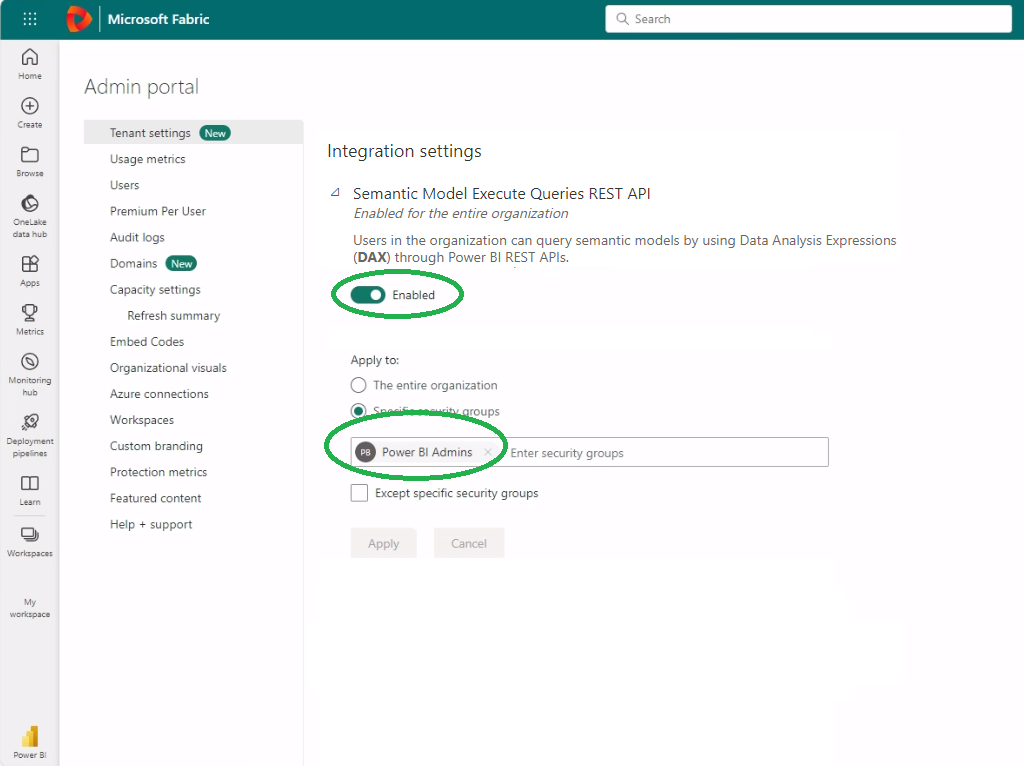 Microsoft Fabric
Search
Home
Create
Browse
OneLake
data hub
Apps
Metrics
Monitoring
hub
Deployment
pipelines
Learn
Workspaces
My
workspace
Power BI
Admin portal
Tenant settings New
Usage metrics
Users
Premium Per User
Audit logs
Domains New
Capacity settings
Refresh summary
Embed Codes
Organizational visuals
Azure connections
Workspaces
Custom branding
Protection metrics
Featured content
Help + support
Integration settings
Semantic Model Execute Queries REST API
Enabled for the entire organization
Users in the organization can query semantic models by using Data Analysis Expressions
(DAX) through Power BI REST APIs.
Enabled
Apply to:
The entire organization
Specific security groups
PB Power BI Admins × Enter security groups
Except specific security groups
Apply Cancel